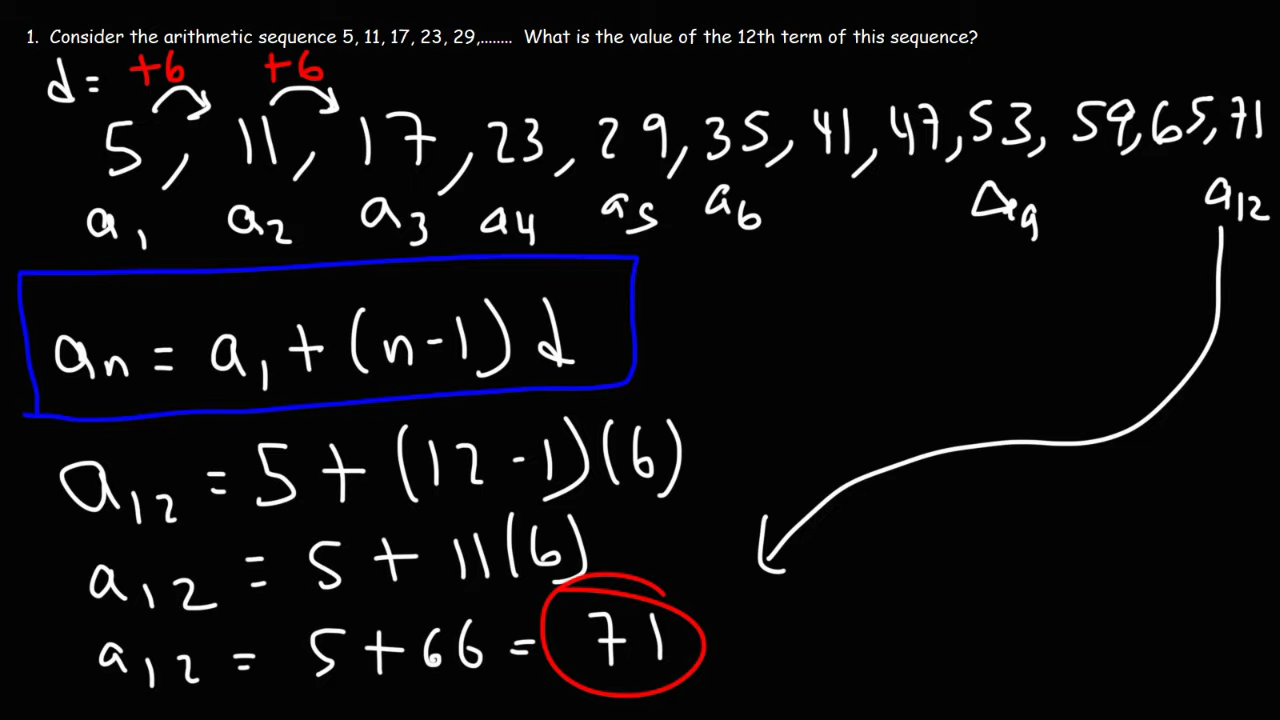 1. Consider the arithmetic sequence 5, 11, 17, 23, 29,........ What is the value of the 12th term of this sequence?
d = +6 +6
5, 11, 17, 23, 29, 35, 41, 47, 53, 59, 65, 71
a₁ a₂ a₃ a₄ a₅ a₆ a₉ a₁₂
aₙ = a₁ + (n-1) d
a₁₂ = 5 + (12-1)(6)
a₁₂ = 5 + 11(6)
a₁₂ = 5 + 66 = 71